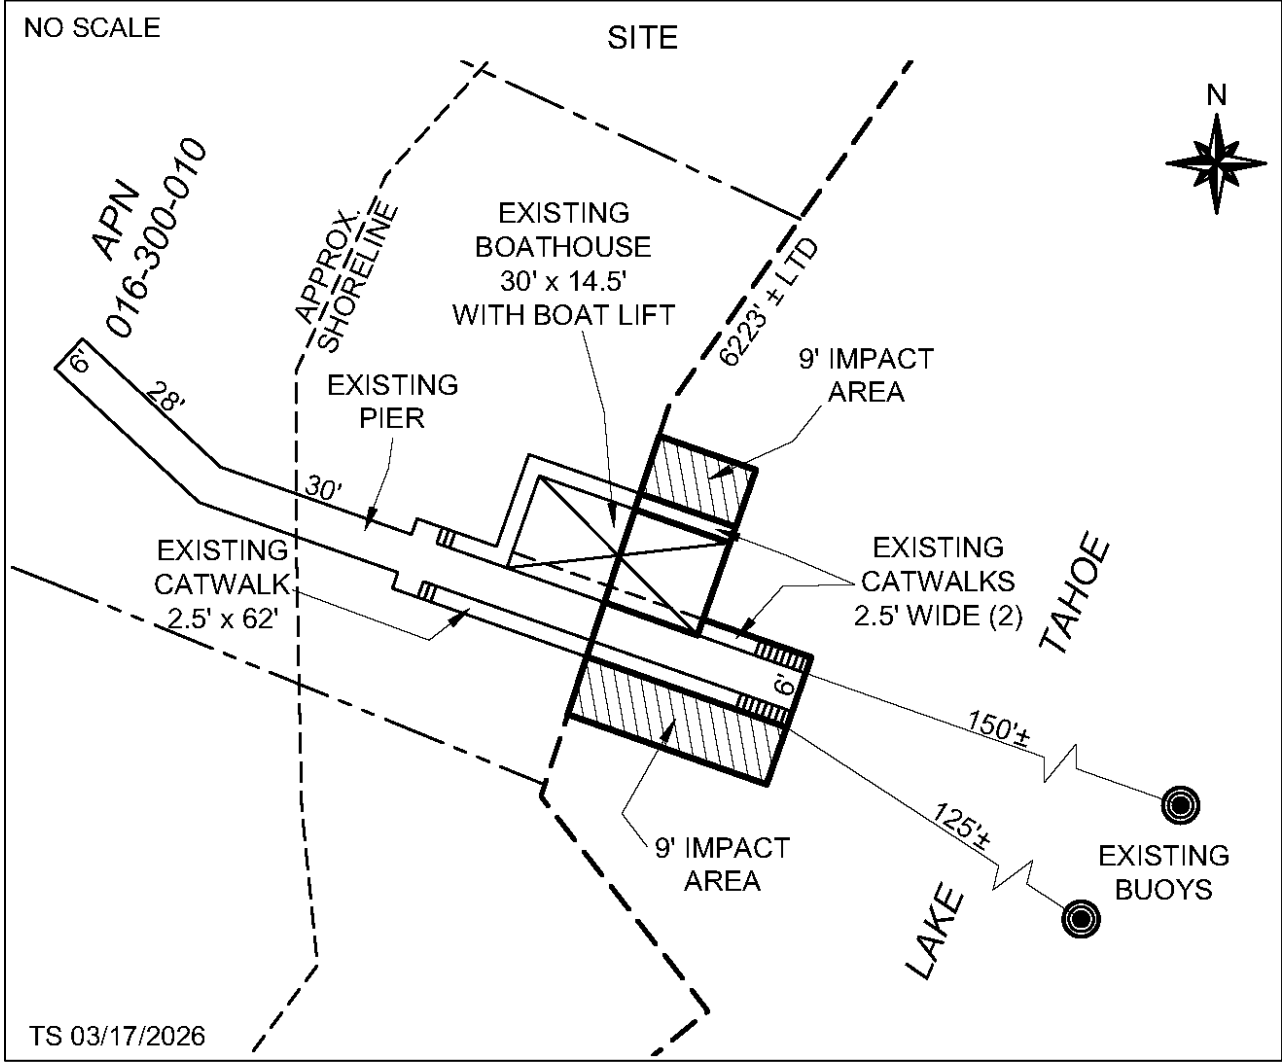 NO SCALE
SITE
N
APN
016-300-010
APPROX.
SHORELINE
EXISTING
BOATHOUSE
30' x 14.5'
WITH BOAT LIFT
6223' ± LTD
9' IMPACT
AREA
6'
28'
EXISTING
PIER
30'
EXISTING
CATWALK
2.5' x 62'
EXISTING
CATWALKS
2.5' WIDE (2)
TAHOE
6'
150'±
125'±
9' IMPACT
AREA
EXISTING
BUOYS
LAKE
TS 03/17/2026